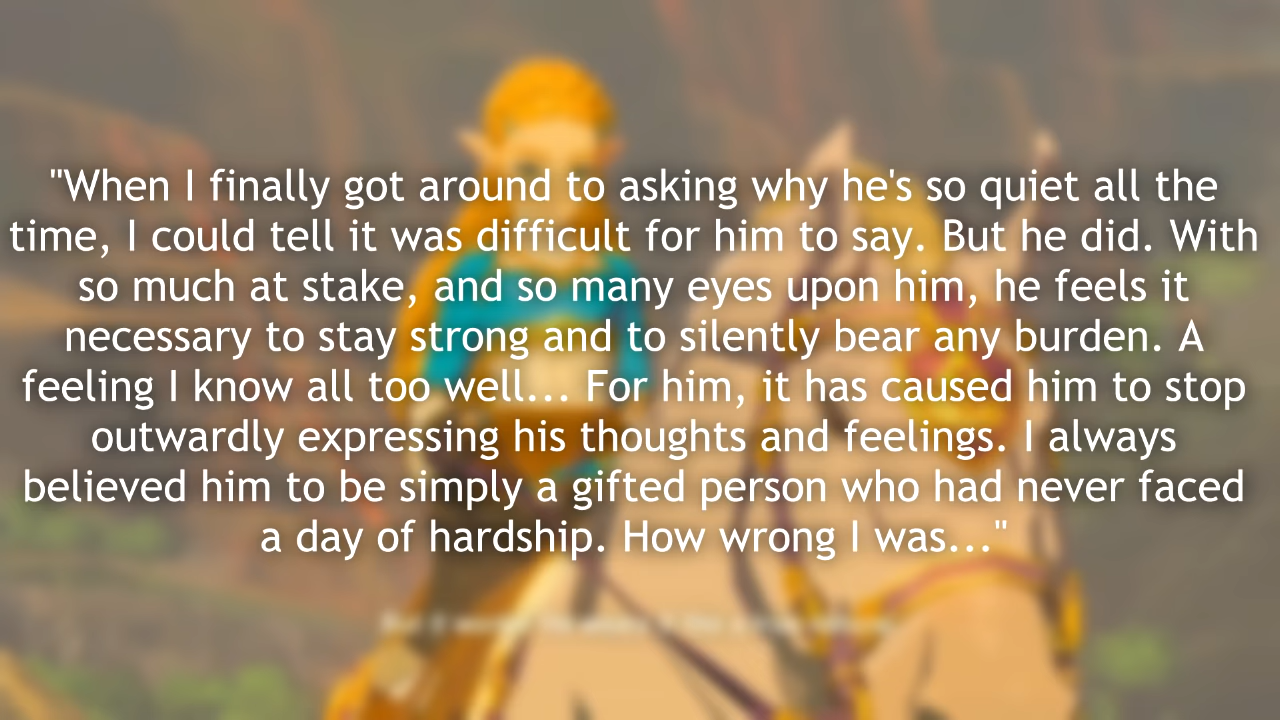 "When I finally got around to asking why he's so quiet all the
time, I could tell it was difficult for him to say. But he did. With
so much at stake, and so many eyes upon him, he feels it
necessary to stay strong and to silently bear any burden. A
feeling I know all too well... For him, it has caused him to stop
outwardly expressing his thoughts and feelings. I always
believed him to be simply a gifted person who had never faced
a day of hardship. How wrong I was..."